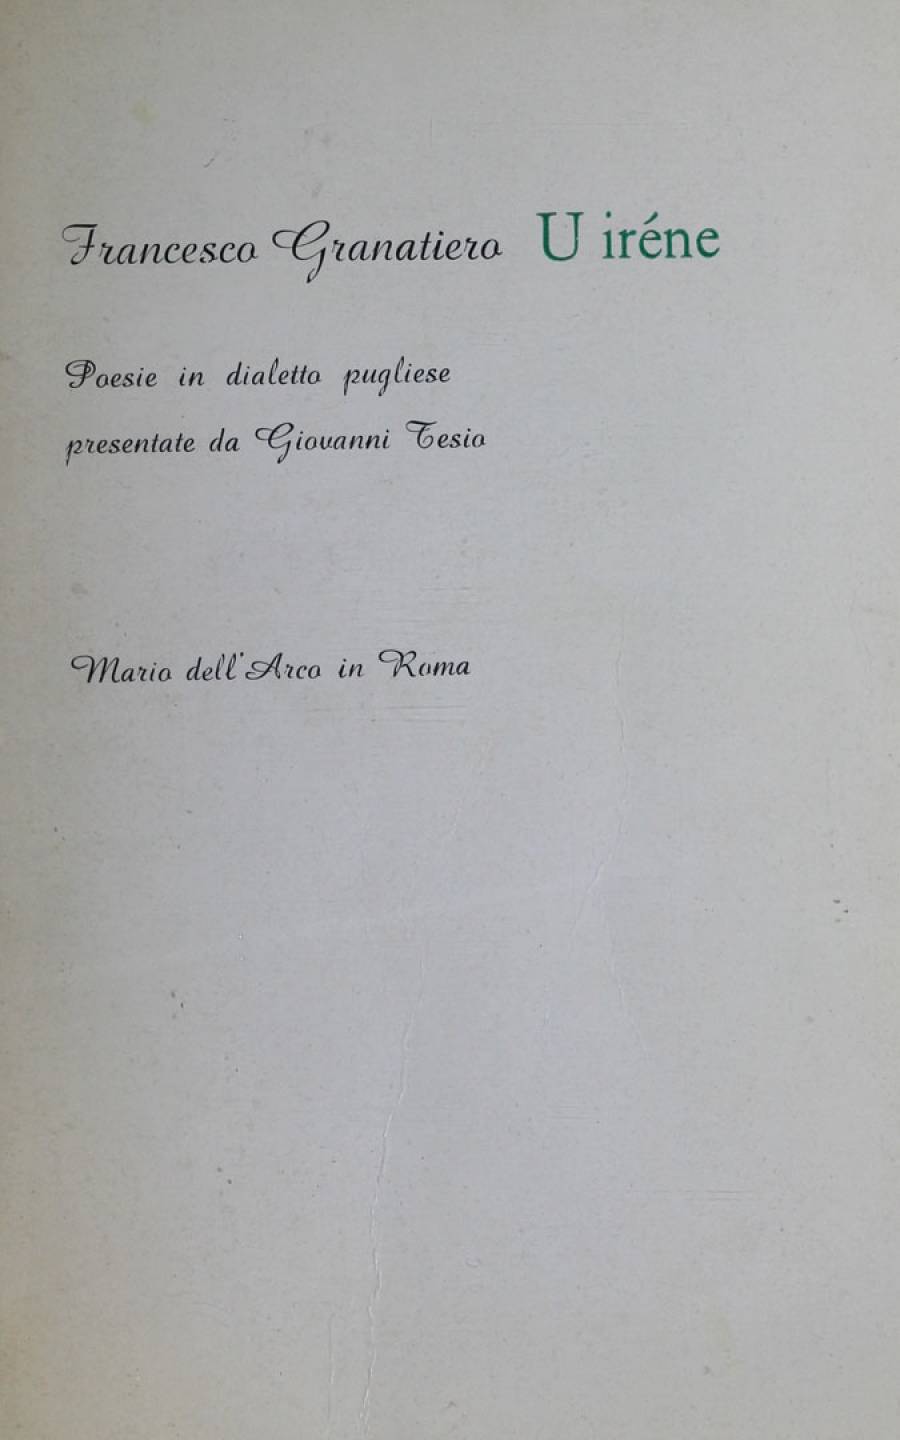 Francesco Granatiero U iréne
Poesie in dialetto pugliese
presentate da Giovanni Tesio
Mario dell'Arco in Roma